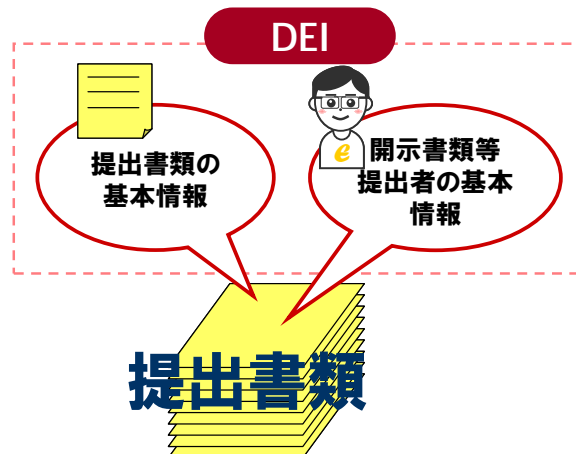 DEI
提出書類の
基本情報
e
開示書類等
提出者の基本
情報
提出書類